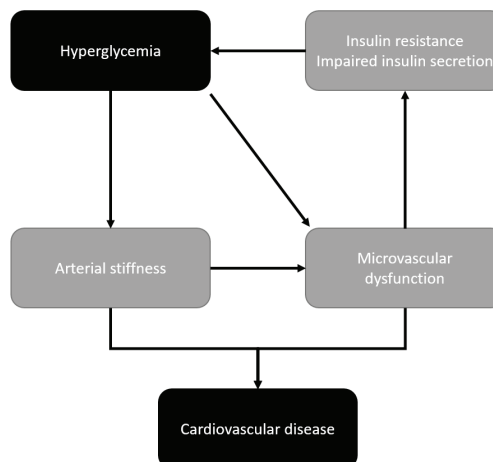 Hyperglycemia
Insulin resistance
Impaired insulin secretion
Arterial stiffness
Microvascular
dysfunction
Cardiovascular disease